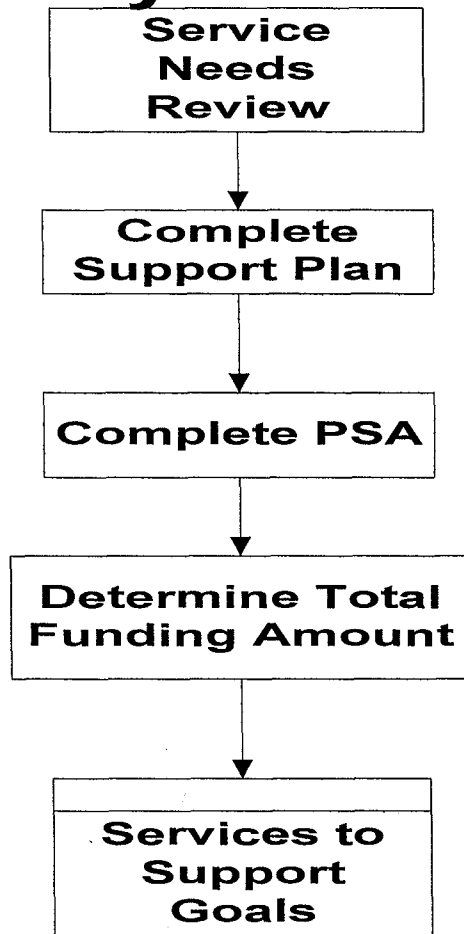 Service
Needs
Review
Complete
Support Plan
Complete PSA
Determine Total
Funding Amount
Services to
Support
Goals